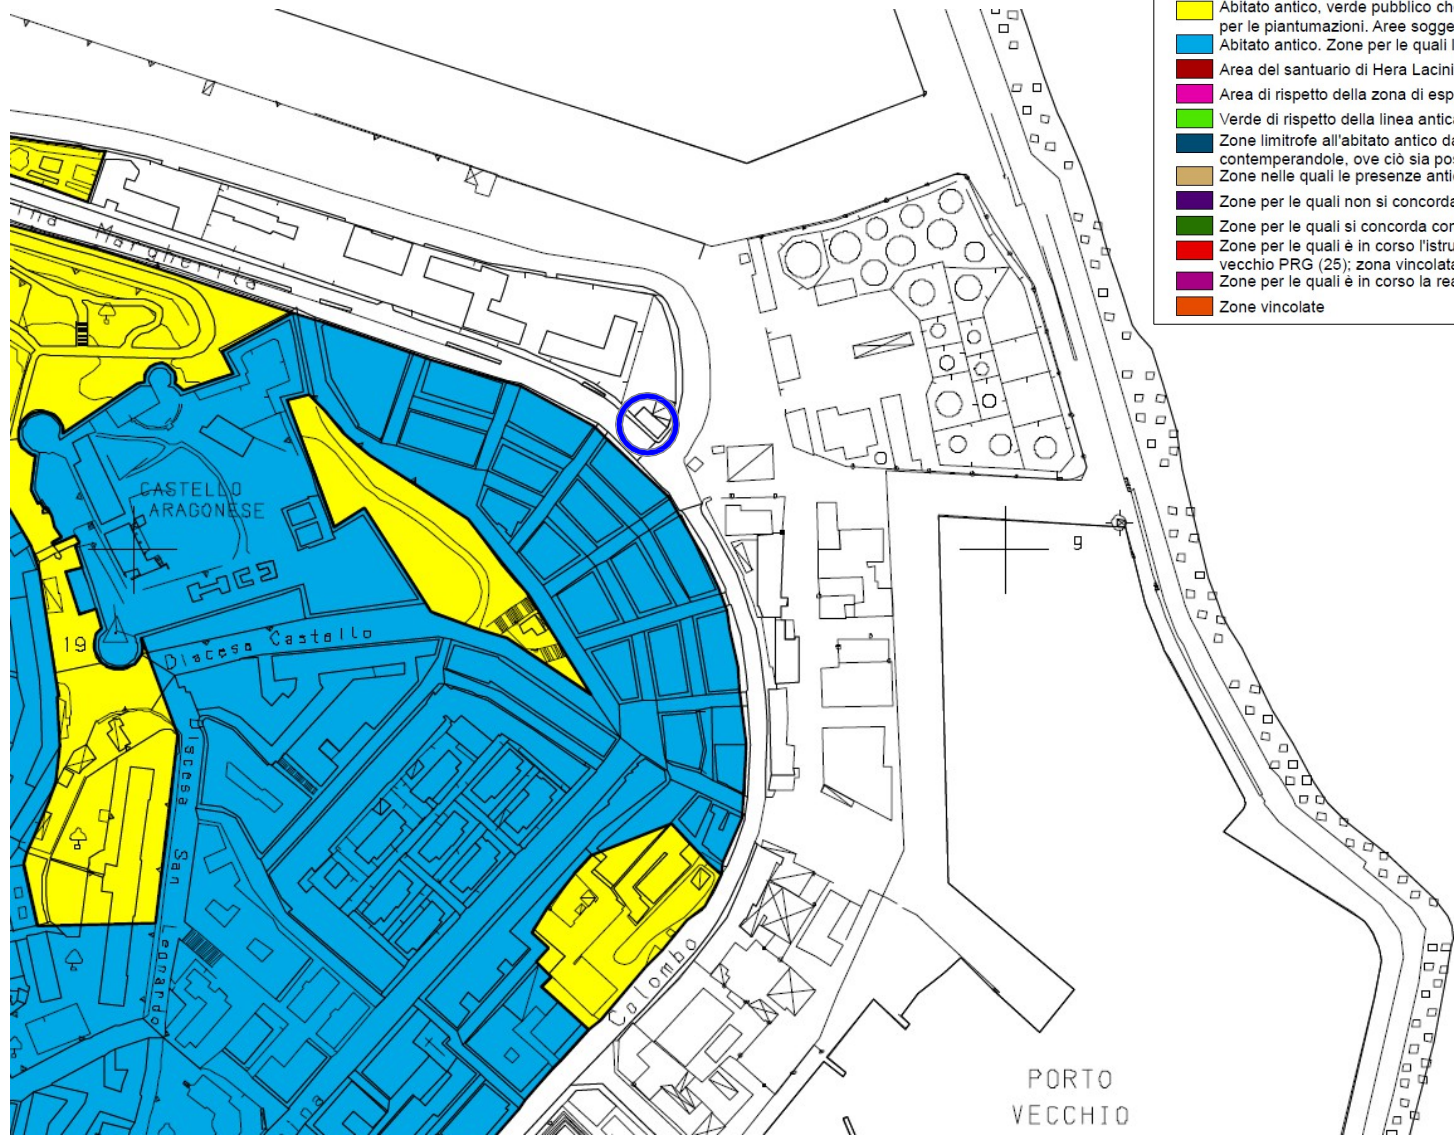 Abitato antico, verde pubblico ch
per le piantumazioni. Aree sogge
Abitato antico. Zone per le quali l
Area del santuario di Hera Lacini
Area di rispetto della zona di esp
Verde di rispetto della linea antica
Zone limitrofe all'abitato antico da
contemperandole, ove ciò sia pos
Zone nelle quali le presenze antic
Zone per le quali non si concorda
Zone per le quali si concorda con
Zone per le quali è in corso l'istru
vecchio PRG (25); zona vincolata
Zone per le quali è in corso la rea
Zone vincolate
ina Margherita
CASTELLO
ARAGONESE
9
19
Discesa Castello
Discesa San Leonardo
Colombo
PORTO
VECCHIO